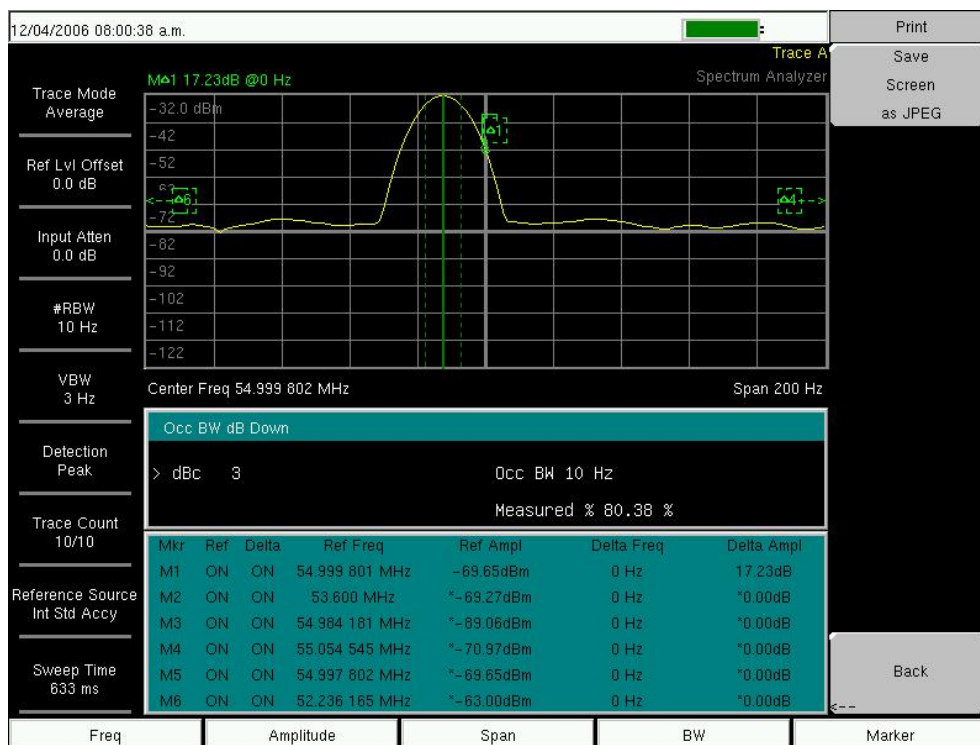 12/04/2006 08:00:38 a.m.
Print
Save
Screen
as JPEG
Back
<--
Trace Mode
Average
Ref Lvl Offset
0.0 dB
Input Atten
0.0 dB
#RBW
10 Hz
VBW
3 Hz
Detection
Peak
Trace Count
10/10
Reference Source
Int Std Accy
Sweep Time
633 ms
Trace A
MΔ1 17.23dB @0 Hz
Spectrum Analyzer
-32.0 dBm
-42
Δ1
-52
<--Δ6
Δ4-->
-72
-82
-92
-102
-112
-122
Center Freq 54.999 802 MHz
Span 200 Hz
Occ BW dB Down
> dBc 3
Occ BW 10 Hz
Measured % 80.38 %
Mkr Ref Delta Ref Freq Ref Ampl Delta Freq Delta Ampl
M1 ON ON 54.999 801 MHz -69.65dBm 0 Hz 17.23dB
M2 ON ON 53.600 MHz *-69.27dBm 0 Hz *0.00dB
M3 ON ON 54.984 181 MHz *-89.06dBm 0 Hz *0.00dB
M4 ON ON 55.054 545 MHz *-70.97dBm 0 Hz *0.00dB
M5 ON ON 54.997 802 MHz *-69.65dBm 0 Hz *0.00dB
M6 ON ON 52.236 165 MHz *-63.00dBm 0 Hz *0.00dB
Freq
Amplitude
Span
BW
Marker